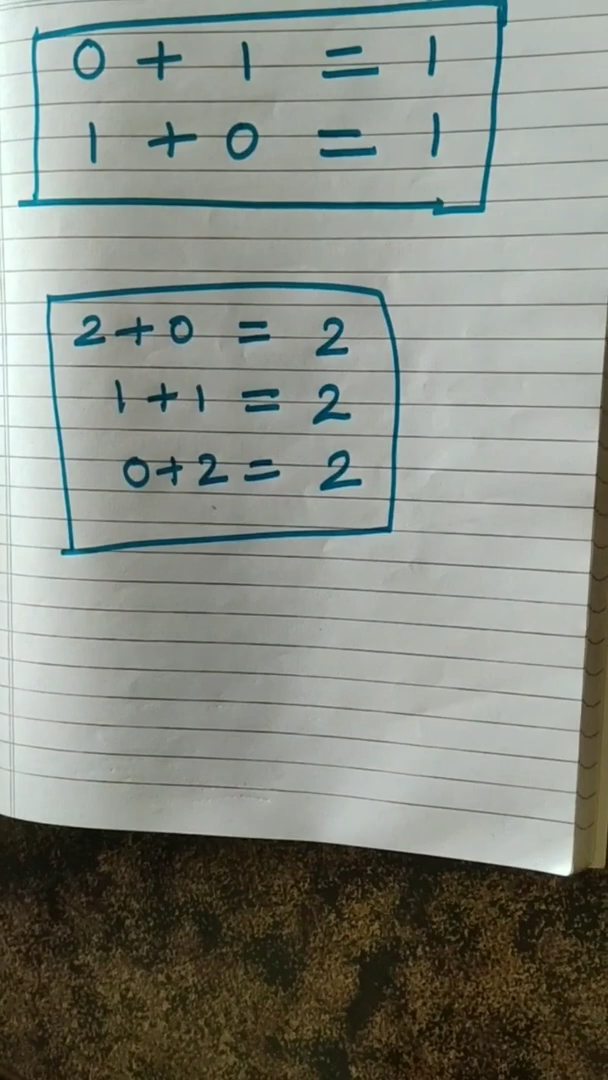 0 + 1 = 1
1 + 0 = 1
2+0 = 2
1+1 = 2
0+2 = 2